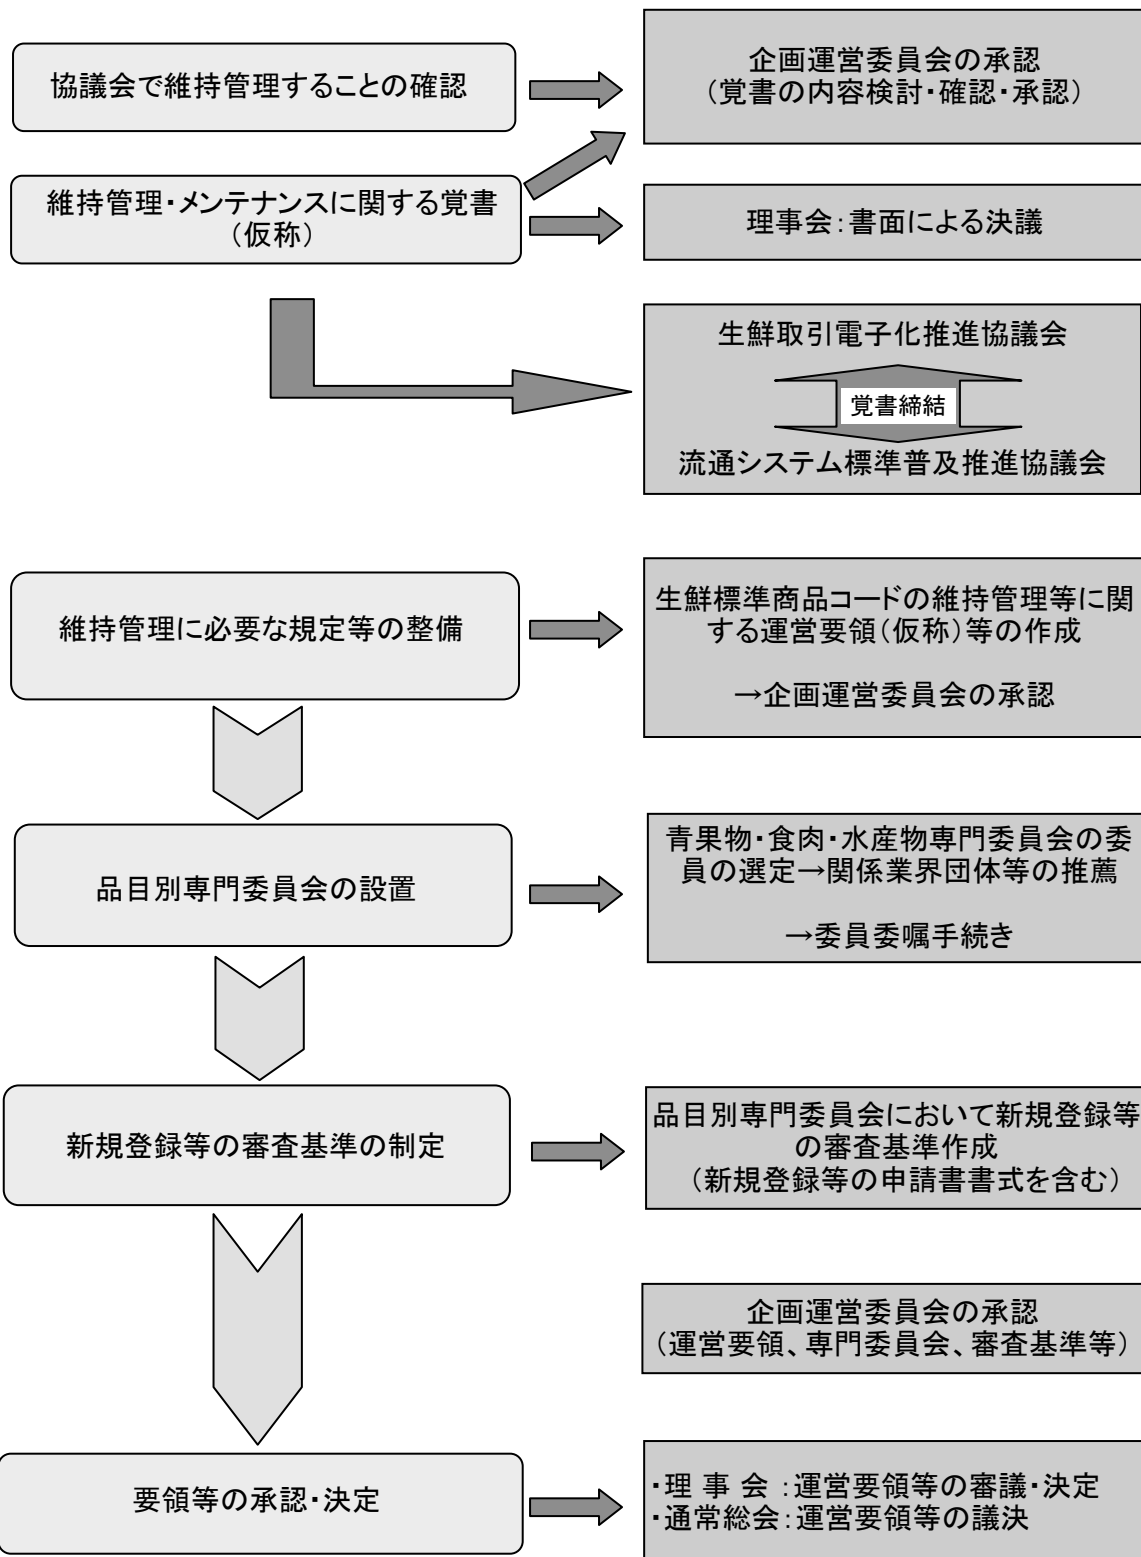 協議会で維持管理することの確認
企画運営委員会の承認
(覚書の内容検討・確認・承認)
維持管理・メンテナンスに関する覚書
(仮称)
理事会:書面による決議
生鮮取引電子化推進協議会
覚書締結
流通システム標準普及推進協議会
維持管理に必要な規定等の整備
生鮮標準商品コードの維持管理等に関
する運営要領(仮称)等の作成
→企画運営委員会の承認
品目別専門委員会の設置
青果物・食肉・水産物専門委員会の委
員の選定→関係業界団体等の推薦
→委員委嘱手続き
新規登録等の審査基準の制定
品目別専門委員会において新規登録等
の審査基準作成
(新規登録等の申請書書式を含む)
企画運営委員会の承認
(運営要領、専門委員会、審査基準等)
要領等の承認・決定
・理 事 会 :運営要領等の審議・決定
・通常総会:運営要領等の議決